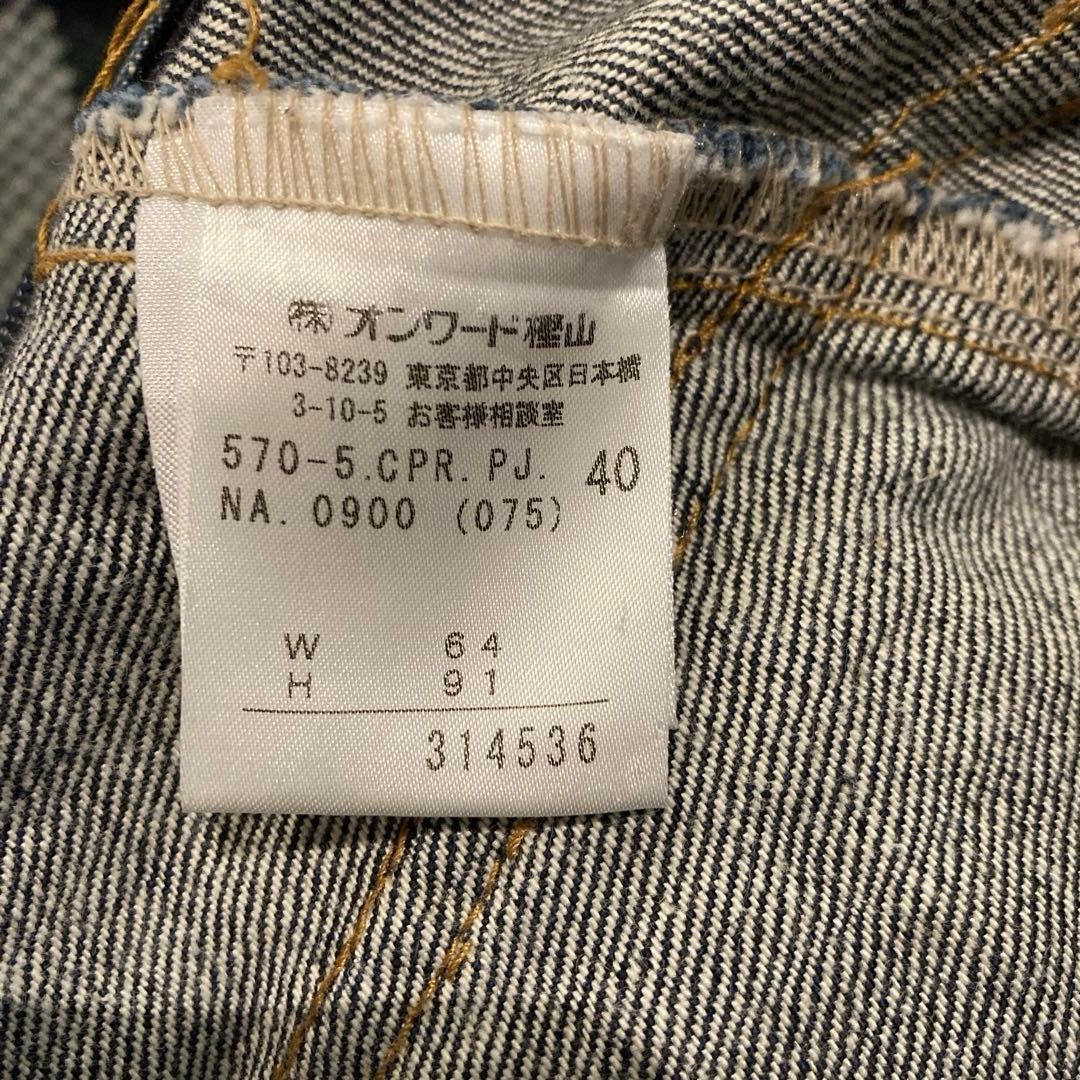 ㈱オンワード樫山
〒103-8239 東京都中央区日本橋
3-10-5 お客様相談室
570-5.CPR.PJ. 40
NA. 0900 (075)
W 64
H 91
314536